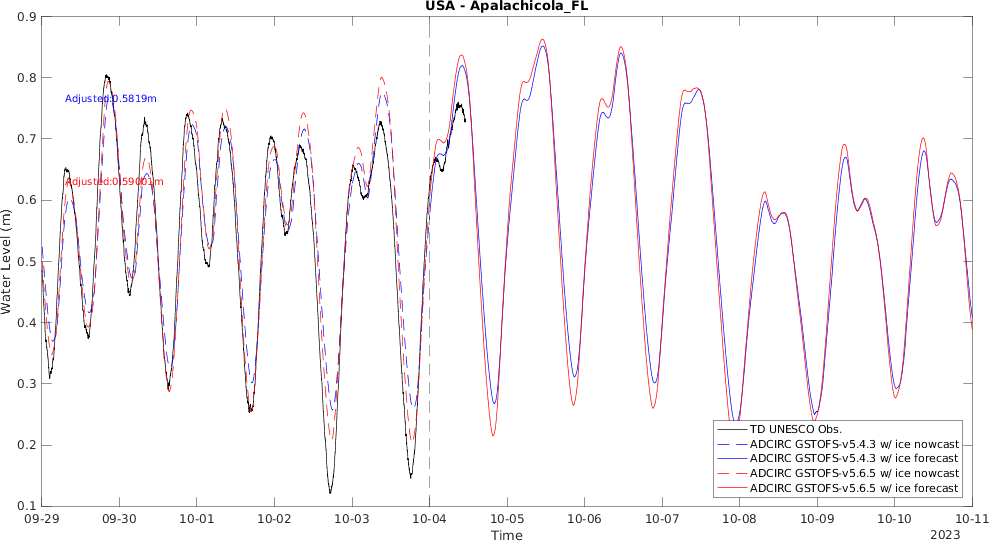 USA - Apalachicola_FL
0.9
0.8
0.7
0.6
0.5
0.4
0.3
0.2
0.1
Water Level (m)
Adjusted:0.5819m
Adjusted:0.59001m
TD UNESCO Obs.
ADCIRC GSTOFS-v5.4.3 w/ ice nowcast
ADCIRC GSTOFS-v5.4.3 w/ ice forecast
ADCIRC GSTOFS-v5.6.5 w/ ice nowcast
ADCIRC GSTOFS-v5.6.5 w/ ice forecast
09-29 09-30 10-01 10-02 10-03 10-04 10-05 10-06 10-07 10-08 10-09 10-10 10-11
Time
2023